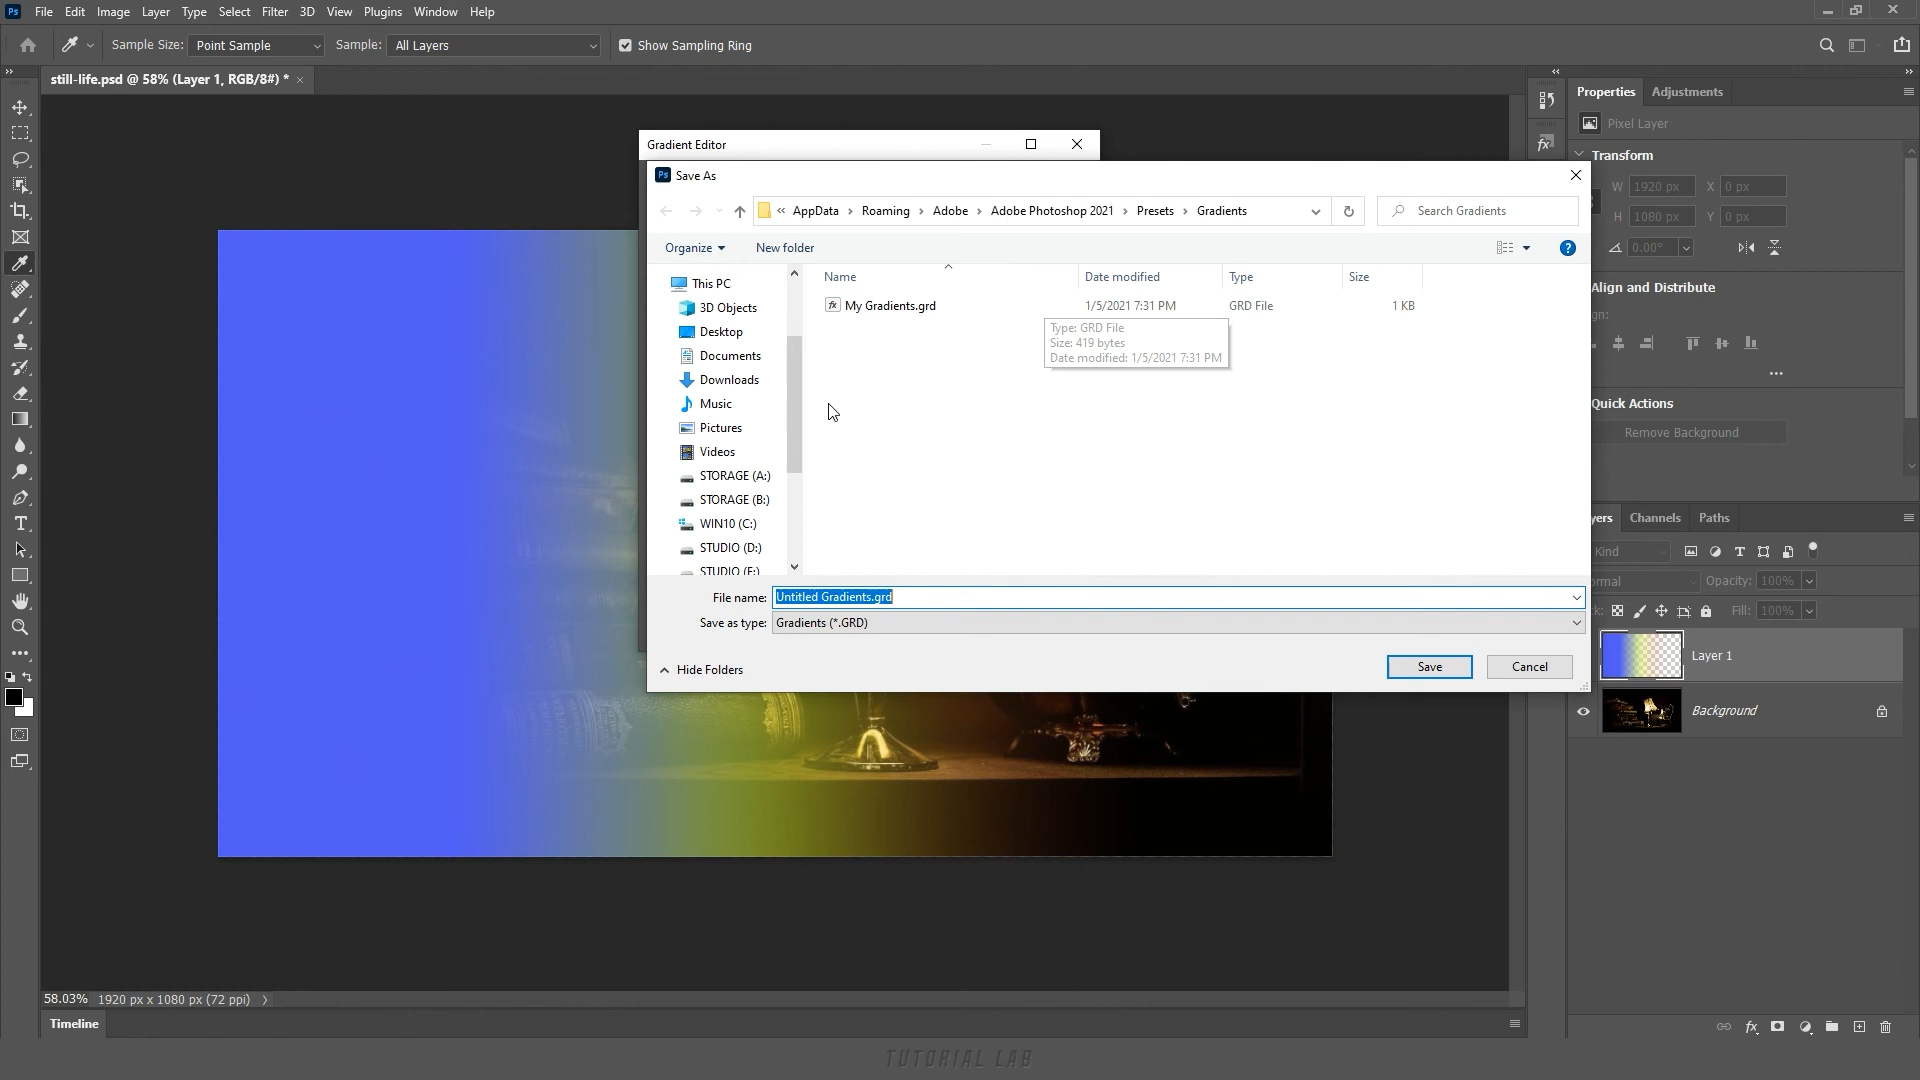 Ps File Edit Image Layer Type Select Filter 3D View Plugins Window Help
Sample Size: Point Sample Sample: All Layers Show Sampling Ring
still-life.psd @ 58% (Layer 1, RGB/8#) * ×
Properties Adjustments
Pixel Layer
Transform
W 1920 px X 0 px
H 1080 px Y 0 px
0.00°
Align and Distribute
gn:
Quick Actions
Remove Background
Gradient Editor
Ps Save As
« AppData › Roaming › Adobe › Adobe Photoshop 2021 › Presets › Gradients
Search Gradients
Organize New folder
Name Date modified Type Size
My Gradients.grd 1/5/2021 7:31 PM GRD File 1 KB
Type: GRD File
Size: 419 bytes
Date modified: 1/5/2021 7:31 PM
This PC
3D Objects
Desktop
Documents
Downloads
Music
Pictures
Videos
STORAGE (A:)
STORAGE (B:)
WIN10 (C:)
STUDIO (D:)
STUDIO (E:)
File name: Untitled Gradients.grd
Save as type: Gradients (*.GRD)
Hide Folders
Save Cancel
yers Channels Paths
Kind
rmal Opacity: 100%
k: Fill: 100%
Layer 1
Background
58.03% 1920 px x 1080 px (72 ppi)
Timeline
TUTORIAL LAB